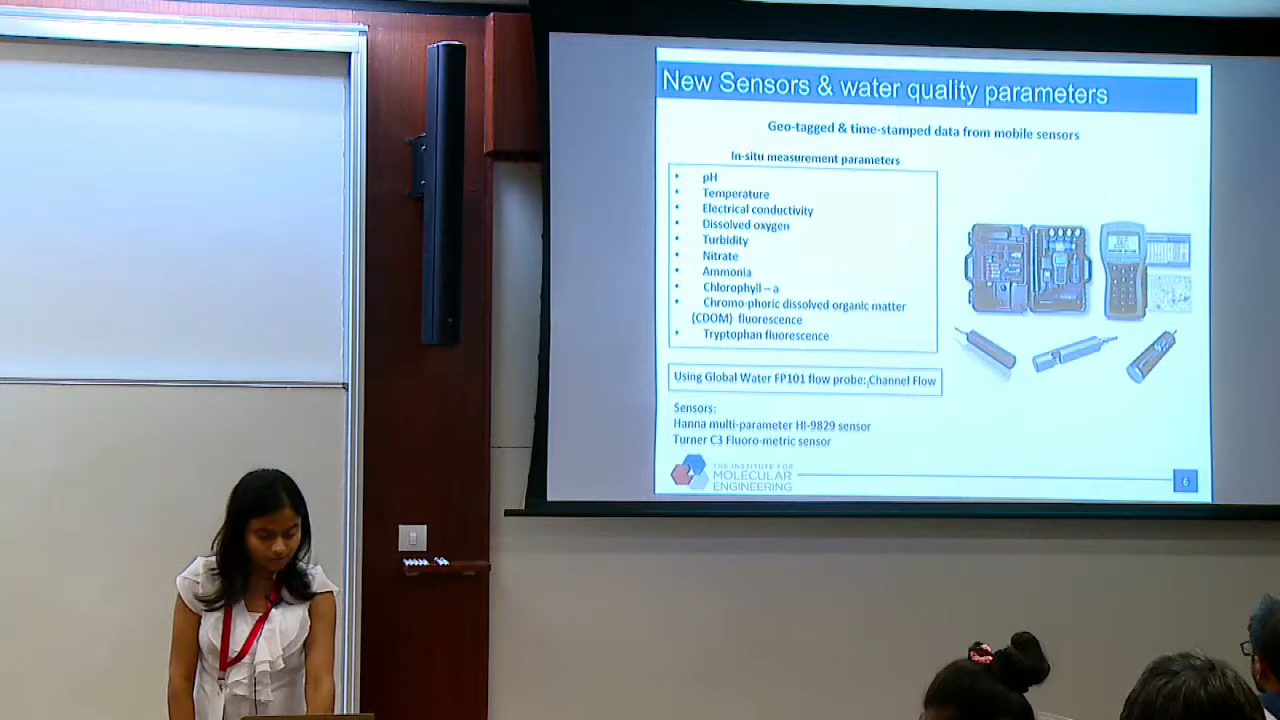 New Sensors & water quality parameters
Geo-tagged & time-stamped data from mobile sensors
In-situ measurement parameters
• pH
• Temperature
• Electrical conductivity
• Dissolved oxygen
• Turbidity
• Nitrate
• Ammonia
• Chlorophyll – a
• Chromo-phoric dissolved organic matter
(CDOM) fluorescence
• Tryptophan fluorescence
Using Global Water FP101 flow probe: Channel Flow
Sensors:
Hanna multi-parameter HI-9829 sensor
Turner C3 Fluoro-metric sensor
THE INSTITUTE FOR
MOLECULAR
ENGINEERING
6